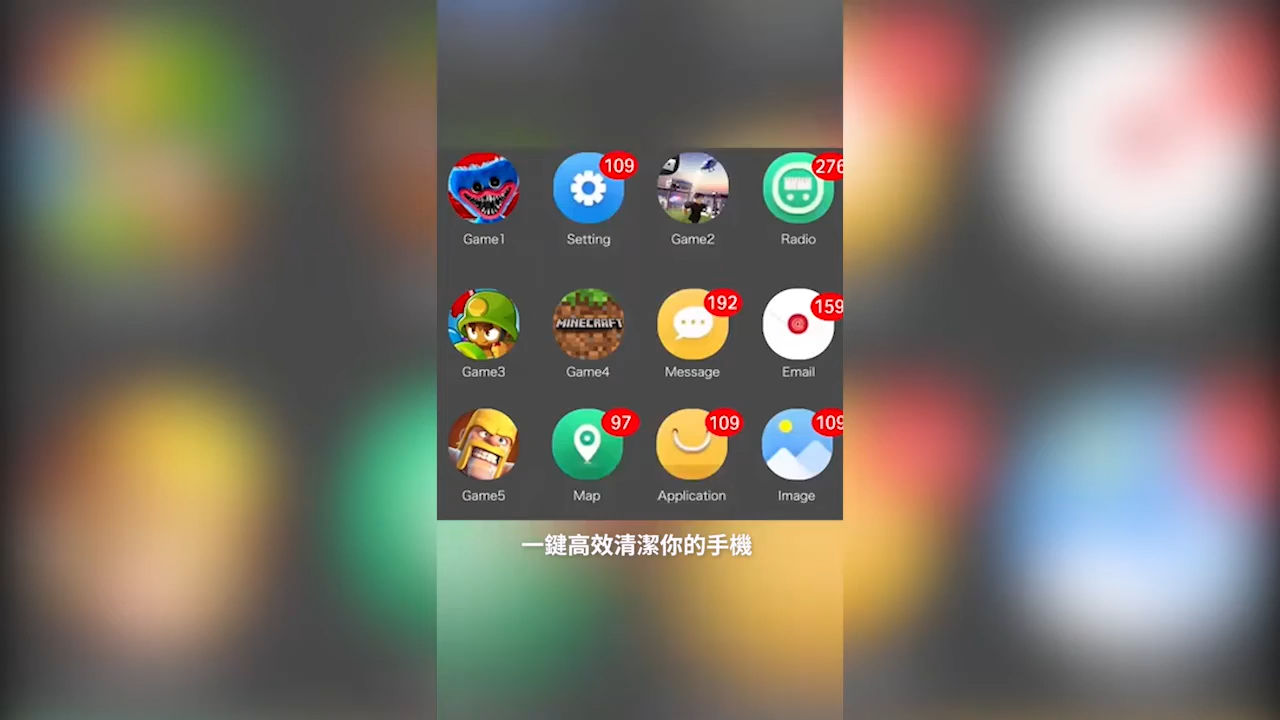 109
276
Game1
Setting
Game2
Radio
MINECRAFT
192
159
Game3
Game4
Message
Email
97
109
109
Game5
Map
Application
Image
一鍵高效清潔你的手機